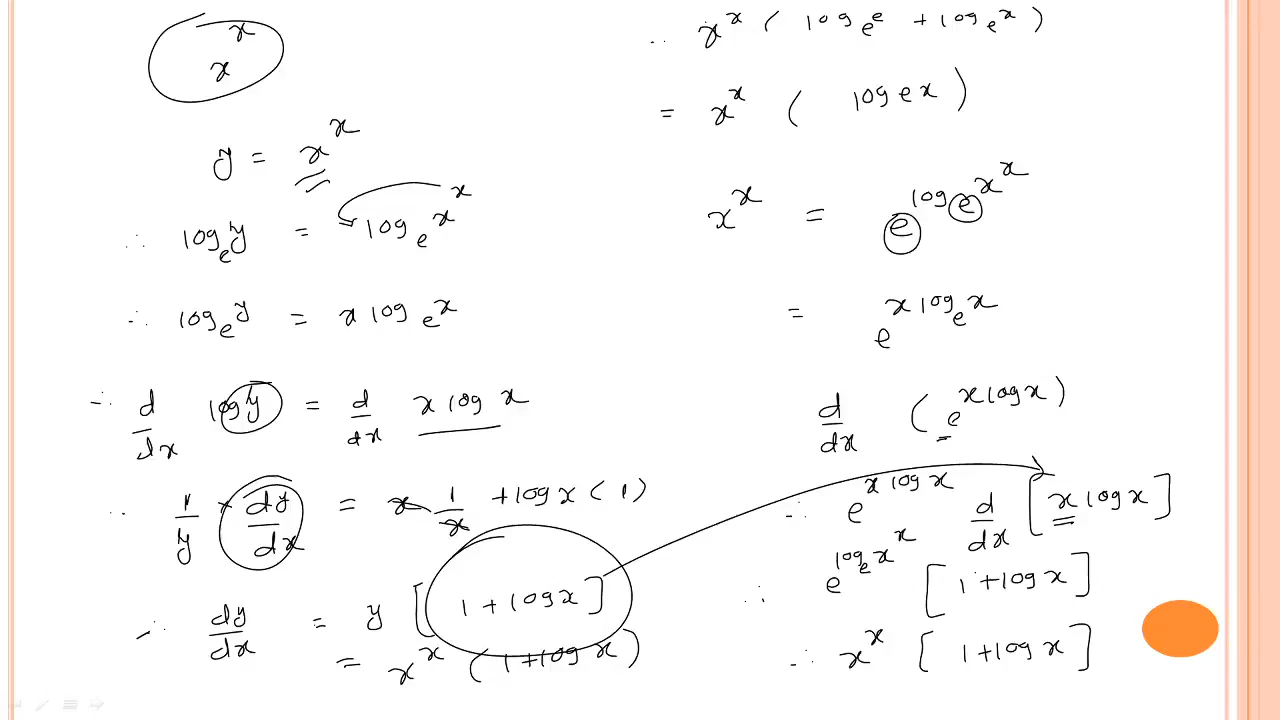 x^x
y = x^x
∴ log_e y = log_e x^x
∴ log_e y = x log_e x
∴ d/dx log y = d/dx x log x
∴ 1/y × dy/dx = x 1/x + log x (1)
∴ dy/dx = y [1 + log x]
= x^x (1 + log x)
∴ x^x (log_e e + log_e x)
= x^x (log ex)
x^x = e^(log_e x^x)
= e^(x log_e x)
d/dx (e^(x log x))
∴ e^(x log x) d/dx [x log x]
∴ e^(log_e x^x) [1 + log x]
∴ x^x [1 + log x]